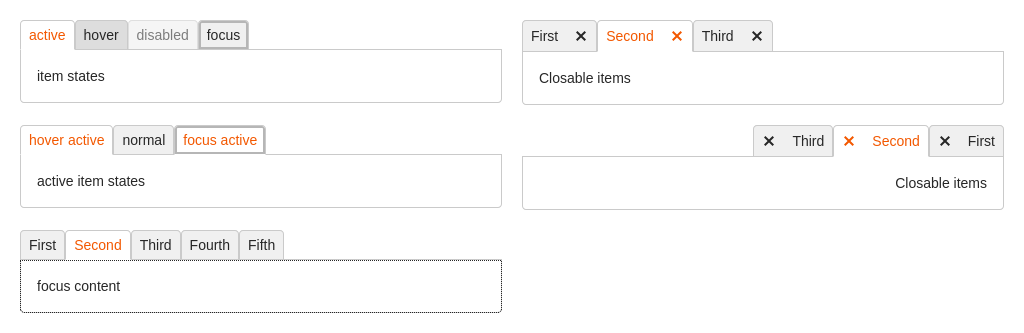 active hover disabled focus
item states
hover active normal focus active
active item states
First Second Third Fourth Fifth
focus content
First ✕ Second ✕ Third ✕
Closable items
✕ Third ✕ Second ✕ First
Closable items